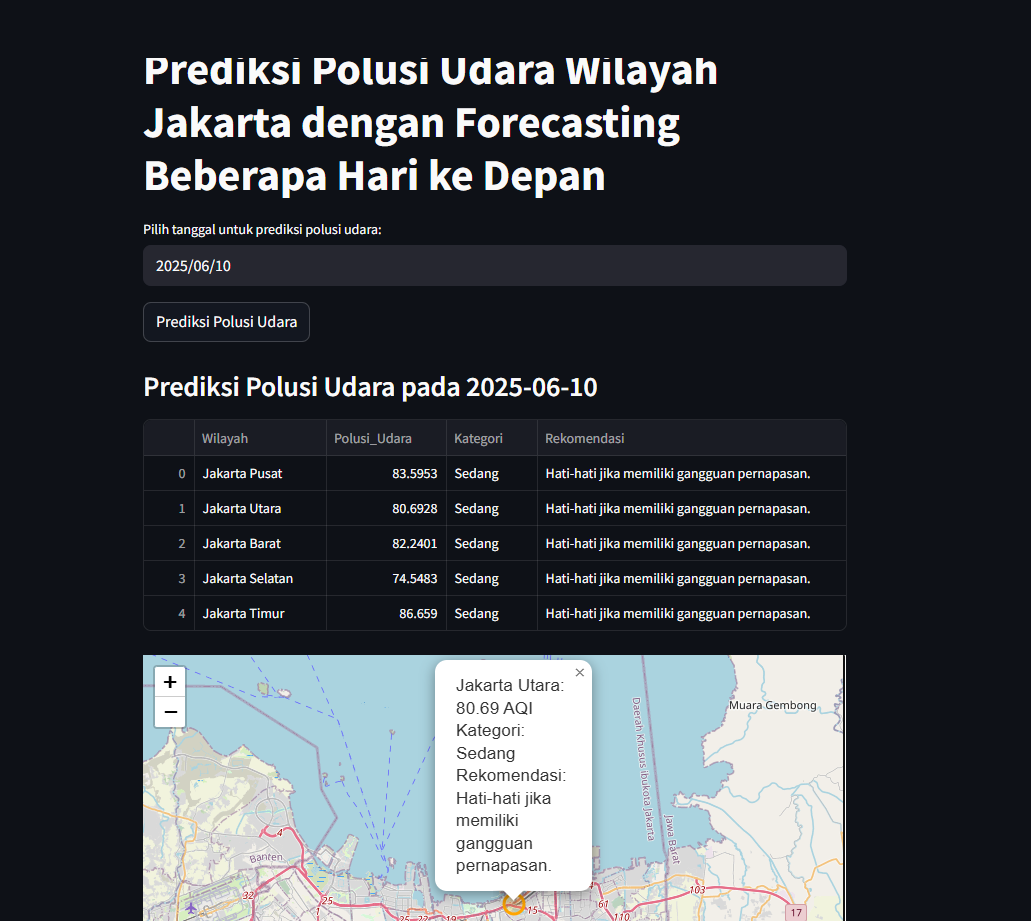 Prediksi Polusi Udara Wilayah
Jakarta dengan Forecasting
Beberapa Hari ke Depan
Pilih tanggal untuk prediksi polusi udara:
2025/06/10
Prediksi Polusi Udara
Prediksi Polusi Udara pada 2025-06-10
Wilayah Polusi_Udara Kategori Rekomendasi
0 Jakarta Pusat 83.5953 Sedang Hati-hati jika memiliki gangguan pernapasan.
1 Jakarta Utara 80.6928 Sedang Hati-hati jika memiliki gangguan pernapasan.
2 Jakarta Barat 82.2401 Sedang Hati-hati jika memiliki gangguan pernapasan.
3 Jakarta Selatan 74.5483 Sedang Hati-hati jika memiliki gangguan pernapasan.
4 Jakarta Timur 86.659 Sedang Hati-hati jika memiliki gangguan pernapasan.
+
−
×
Jakarta Utara:
80.69 AQI
Kategori:
Sedang
Rekomendasi:
Hati-hati jika
memiliki
gangguan
pernapasan.
Muara Gembong
Daerah Khusus Ibukota Jakarta
Jawa Barat
Banten
4
32
25
1
25
22
19
15
61
64
110
103
17